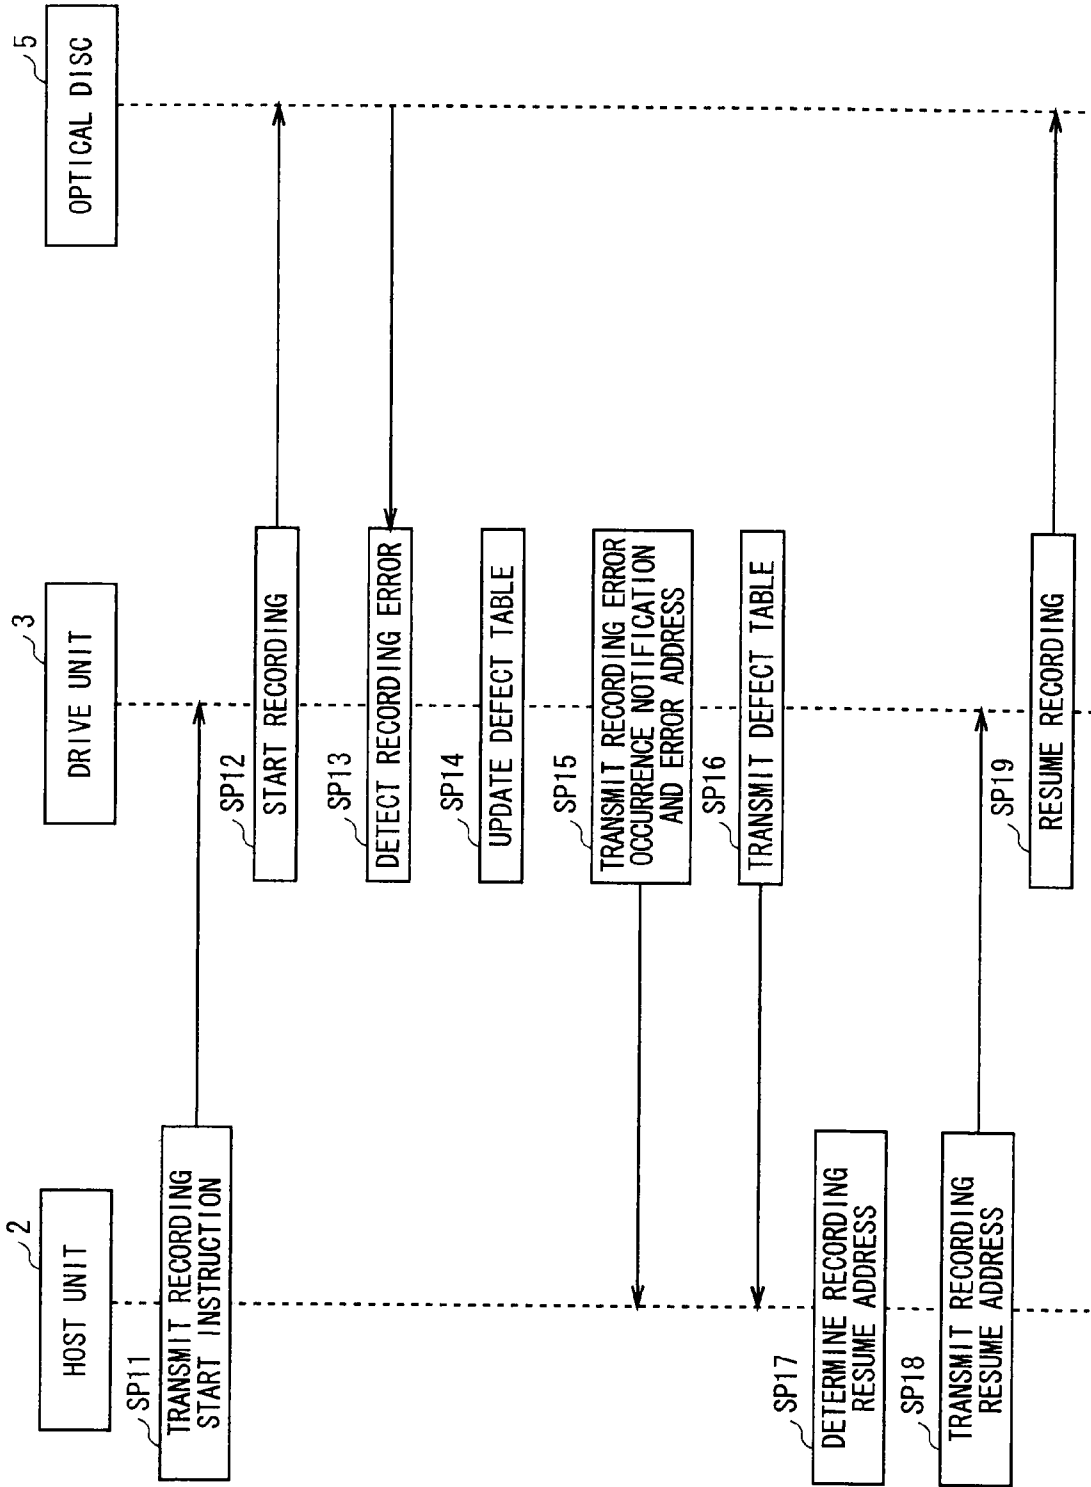 2
HOST UNIT
3
DRIVE UNIT
5
OPTICAL DISC
SP11
TRANSMIT RECORDING
START INSTRUCTION
SP12
START RECORDING
SP13
DETECT RECORDING ERROR
SP14
UPDATE DEFECT TABLE
SP15
TRANSMIT RECORDING ERROR
OCCURRENCE NOTIFICATION
AND ERROR ADDRESS
SP16
TRANSMIT DEFECT TABLE
SP17
DETERMINE RECORDING
RESUME ADDRESS
SP18
TRANSMIT RECORDING
RESUME ADDRESS
SP19
RESUME RECORDING